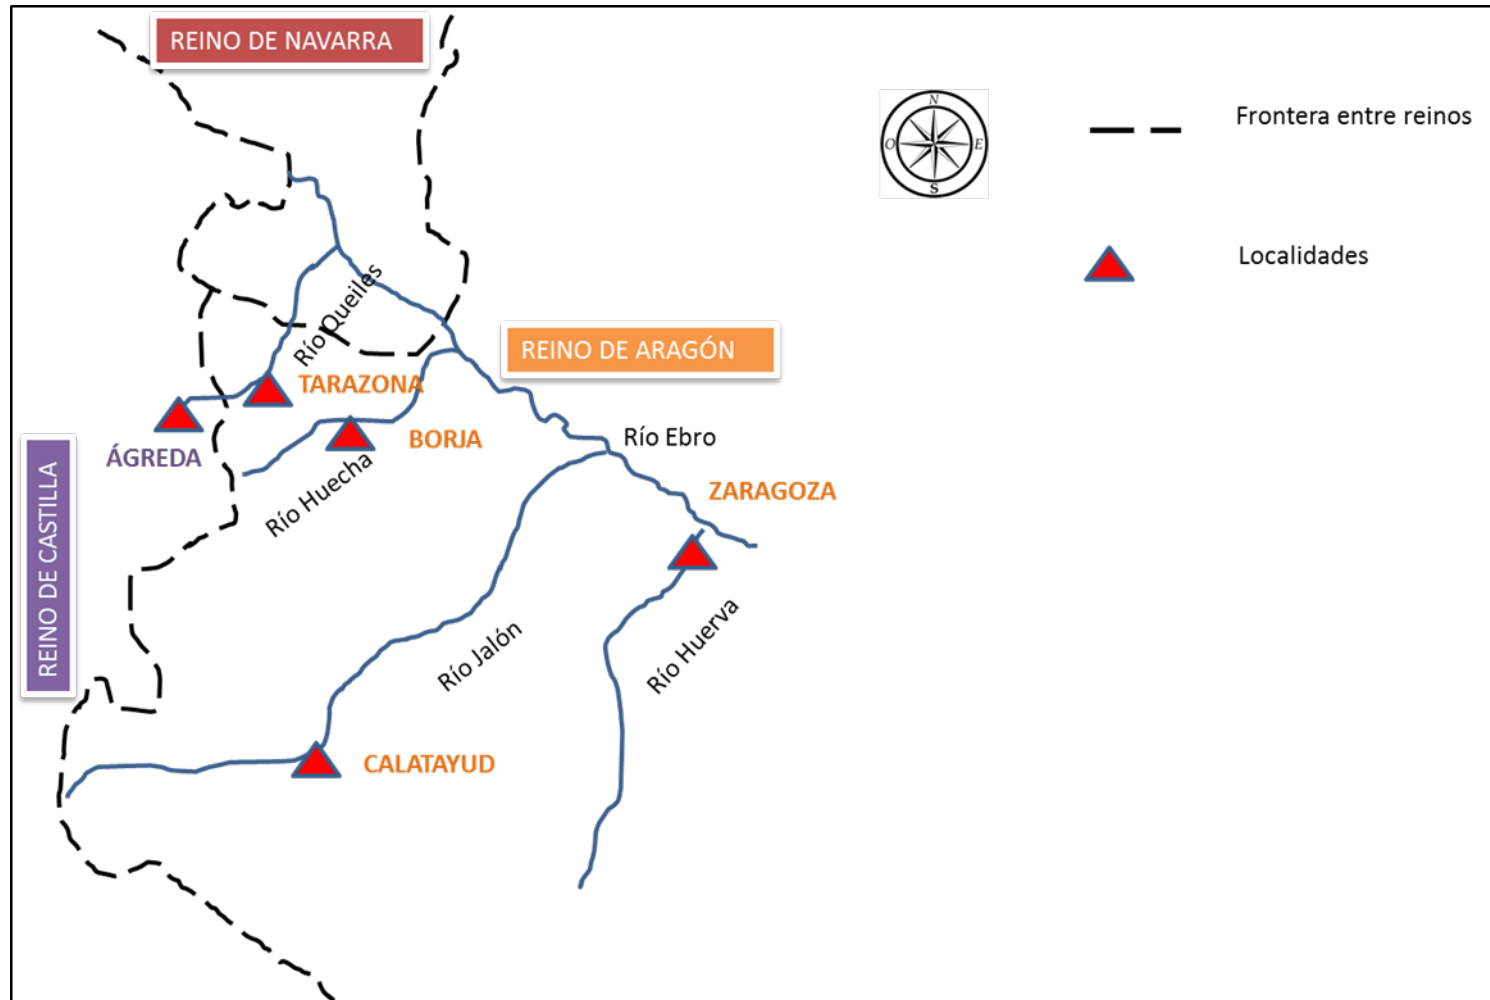 REINO DE NAVARRA
N
O
E
S
Frontera entre reinos
Localidades
Río Queiles
REINO DE ARAGÓN
TARAZONA
BORJA
Río Ebro
ÁGREDA
Río Huecha
ZARAGOZA
REINO DE CASTILLA
Río Jalón
Río Huerva
CALATAYUD